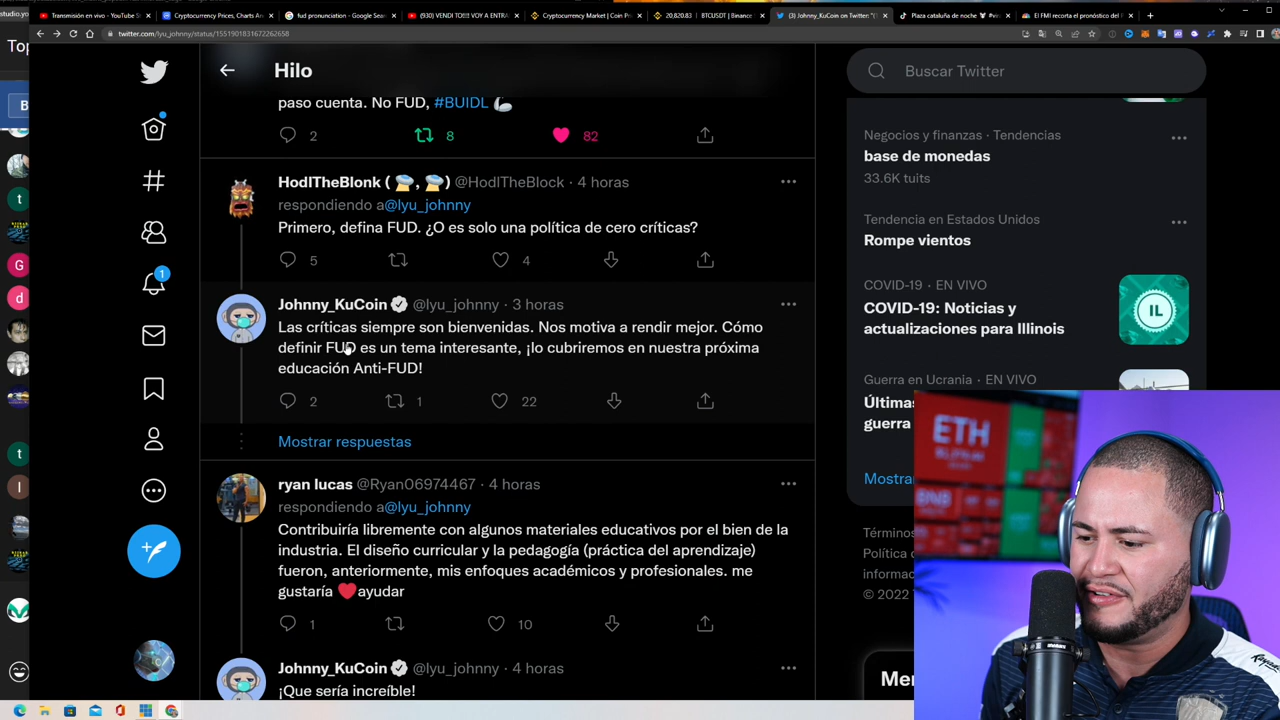 Transmisión en vivo - YouTube S
Cryptocurrency Prices, Charts An
fud pronunciation - Google Sea
(930) VENDI TO!!! VOY A ENTRA
Cryptocurrency Market | Coin Pri
20,820.83 | BTCUSDT | Binance
(3) Johnny_KuCoin on Twitter: "
Plaza cataluña de noche
El FMI recorta el pronóstico del
twitter.com/lyu_johnny/status/1551901831672262658
Hilo
paso cuenta. No FUD, #BUIDL 💪
2 8 82
HodlTheBlonk ( , ) @HodlTheBlock · 4 horas
respondiendo a@lyu_johnny
Primero, defina FUD. ¿O es solo una política de cero críticas?
5 4
Johnny_KuCoin @lyu_johnny · 3 horas
Las críticas siempre son bienvenidas. Nos motiva a rendir mejor. Cómo
definir FUD es un tema interesante, ¡lo cubriremos en nuestra próxima
educación Anti-FUD!
2 1 22
Mostrar respuestas
ryan lucas @Ryan06974467 · 4 horas
respondiendo a@lyu_johnny
Contribuiría libremente con algunos materiales educativos por el bien de la
industria. El diseño curricular y la pedagogía (práctica del aprendizaje)
fueron, anteriormente, mis enfoques académicos y profesionales. me
gustaría ❤️ayudar
1 10
Johnny_KuCoin @lyu_johnny · 4 horas
¡Que sería increíble!
Buscar Twitter
Negocios y finanzas · Tendencias
base de monedas
33.6K tuits
Tendencia en Estados Unidos
Rompe vientos
COVID-19 · EN VIVO
COVID-19: Noticias y
actualizaciones para Illinois
IL
Guerra en Ucrania · EN VIVO
Últimas
guerra
Mostrar
Términos
Política d
informac
© 2022
Men
ETH
BNB
1
Top
B
t
G
d
t
I